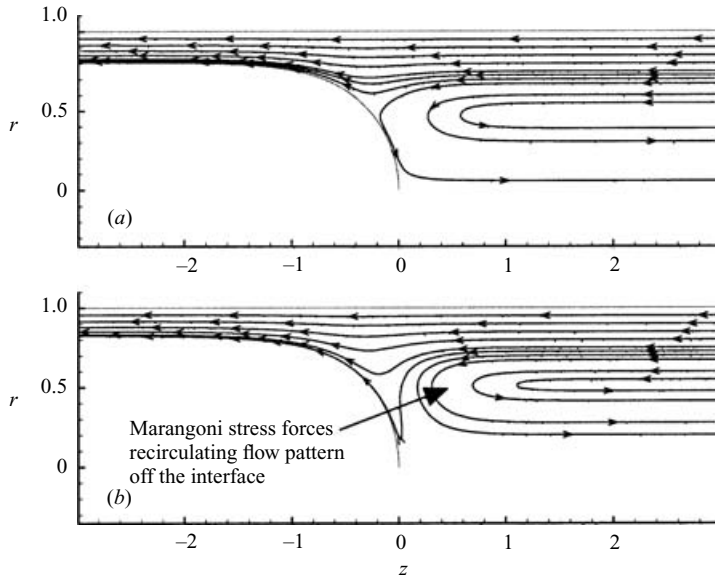 1.0
0.5
r
0
(a)
−2 −1 0 1 2
1.0
0.5
r
Marangoni stress forces
recirculating flow pattern
off the interface
0
(b)
−2 −1 0 1 2
z